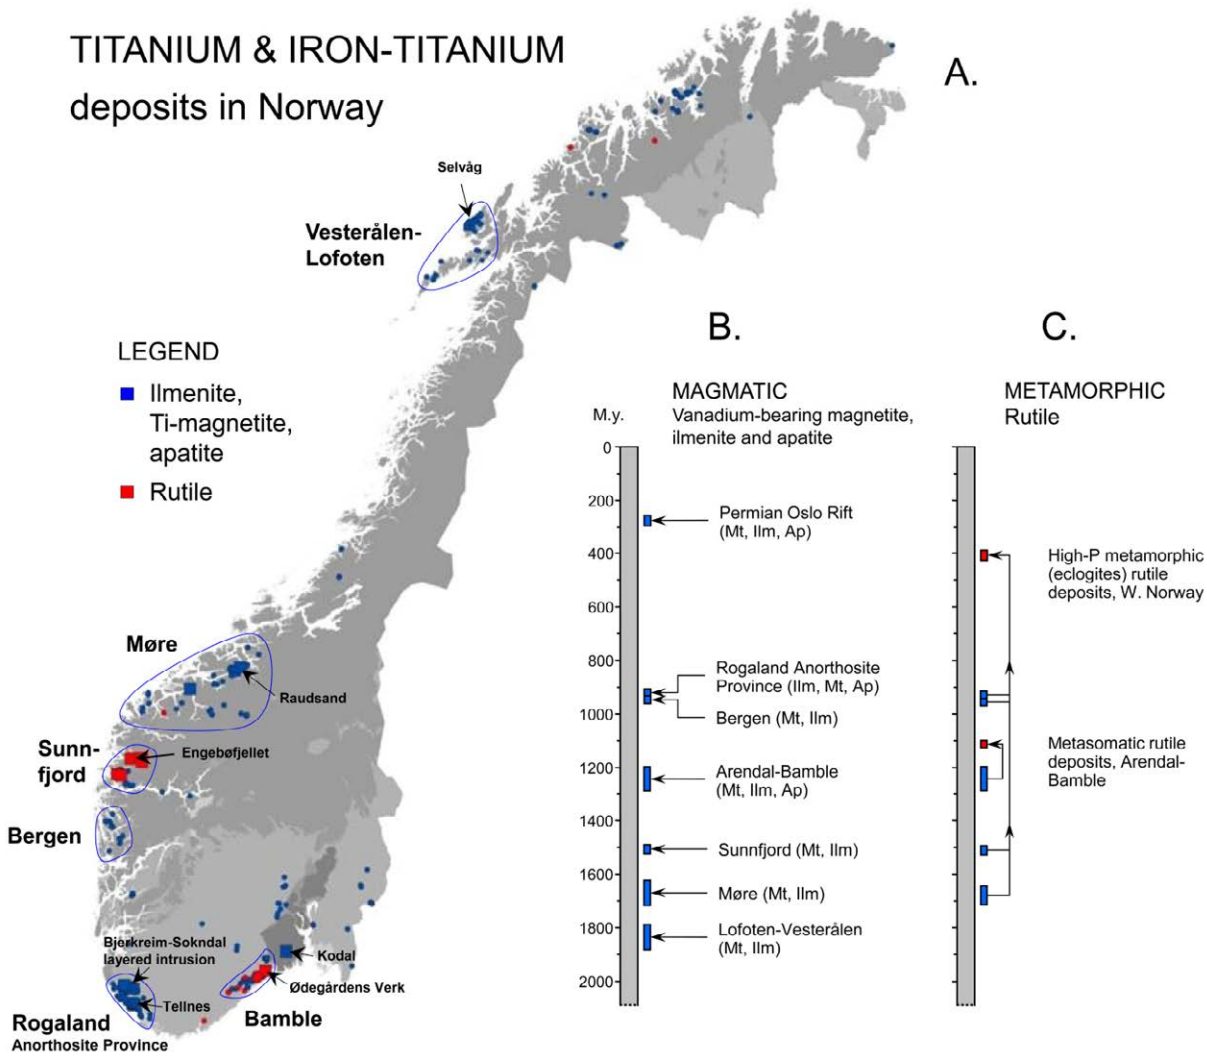 TITANIUM & IRON-TITANIUM
deposits in Norway
A.
Selvåg
Vesterålen-
Lofoten
LEGEND
Ilmenite,
Ti-magnetite,
apatite
Rutile
Møre
Raudsand
Sunn-
fjord
Engebøfjellet
Bergen
Bjerkreim-Sokndal
layered intrusion
Kodal
Ødegårdens Verk
Tellnes
Bamble
Rogaland
Anorthosite Province
B.
MAGMATIC
Vanadium-bearing magnetite,
ilmenite and apatite
M.y.
0
200
400
600
800
1000
1200
1400
1600
1800
2000
Permian Oslo Rift
(Mt, Ilm, Ap)
Rogaland Anorthosite
Province (Ilm, Mt, Ap)
Bergen (Mt, Ilm)
Arendal-Bamble
(Mt, Ilm, Ap)
Sunnfjord (Mt, Ilm)
Møre (Mt, Ilm)
Lofoten-Vesterålen
(Mt, Ilm)
C.
METAMORPHIC
Rutile
High-P metamorphic
(eclogites) rutile
deposits, W. Norway
Metasomatic rutile
deposits, Arendal-
Bamble